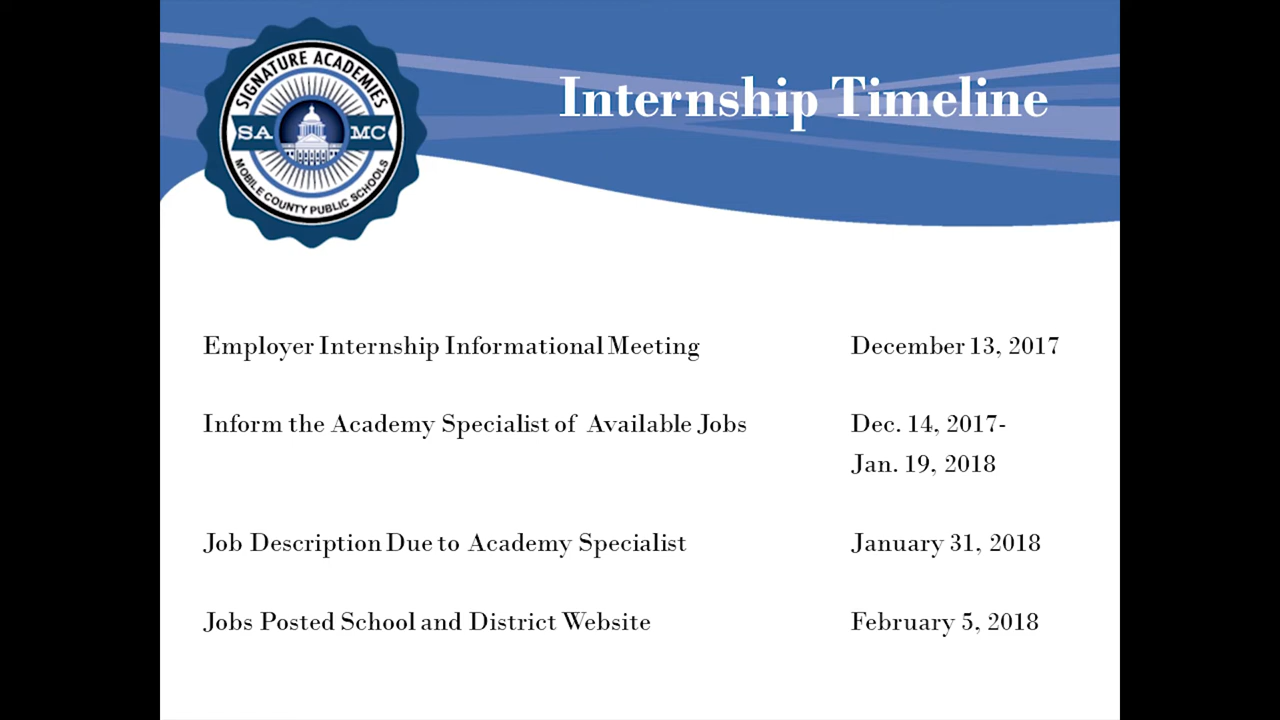 SIGNATURE ACADEMIES
SA MC
MOBILE COUNTY PUBLIC SCHOOLS
Internship Timeline
Employer Internship Informational Meeting December 13, 2017
Inform the Academy Specialist of Available Jobs Dec. 14, 2017-
Jan. 19, 2018
Job Description Due to Academy Specialist January 31, 2018
Jobs Posted School and District Website February 5, 2018